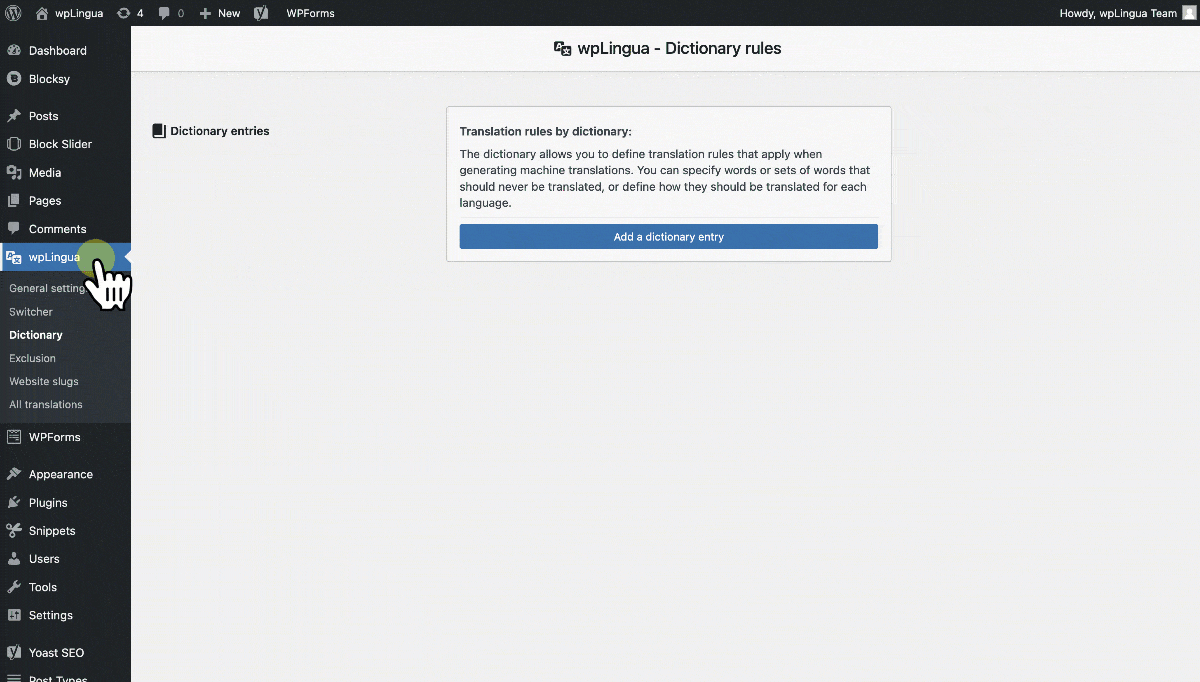 wpLingua 4 0 New WPForms Howdy, wpLingua Team
wpLingua - Dictionary rules
Dashboard
Blocksy
Posts
Block Slider
Media
Pages
Comments
wpLingua
General setting
Switcher
Dictionary
Exclusion
Website slugs
All translations
WPForms
Appearance
Plugins
Snippets
Users
Tools
Settings
Yoast SEO
Post Types
Dictionary entries
Translation rules by dictionary:
The dictionary allows you to define translation rules that apply when
generating machine translations. You can specify words or sets of words that
should never be translated, or define how they should be translated for each
language.
Add a dictionary entry